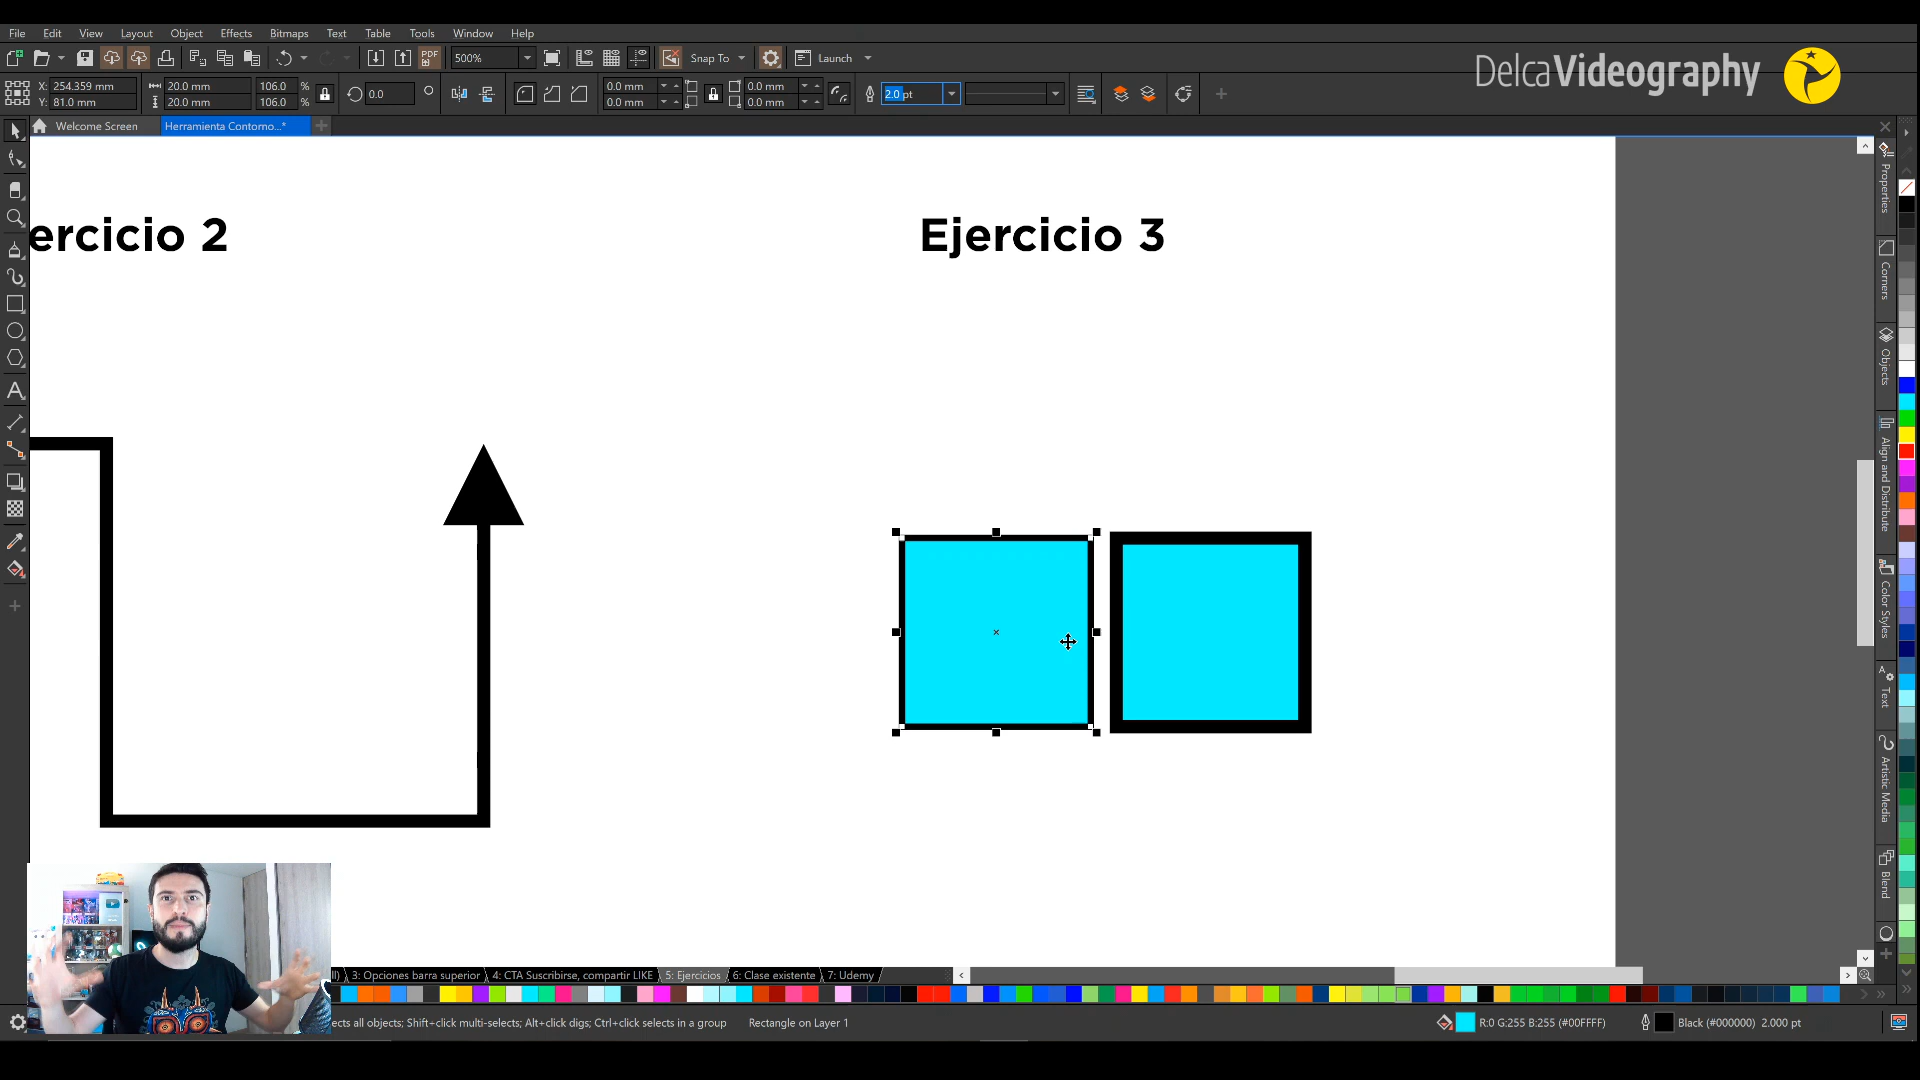 File Edit View Layout Object Effects Bitmaps Text Table Tools Window Help
PDF 500% Snap To Launch
DelcaVideography
X: 254.359 mm 20.0 mm 106.0 % 0.0 0.0 mm 0.0 mm 2.0 pt
Y: 81.0 mm 20.0 mm 106.0 % 0.0 mm 0.0 mm
Welcome Screen Herramienta Contorno...*
ercicio 2
Ejercicio 3
Properties
Corners
Objects
Align and Distribute
Color Styles
Text
Artistic Media
Blend
3: Opciones barra superior 4: CTA Suscribirse, compartir LIKE 5: Ejercicios 6: Clase existente 7: Udemy
ects all objects; Shift+click multi-selects; Alt+click digs; Ctrl+click selects in a group Rectangle on Layer 1 R:0 G:255 B:255 (#00FFFF) Black (#000000) 2.000 pt